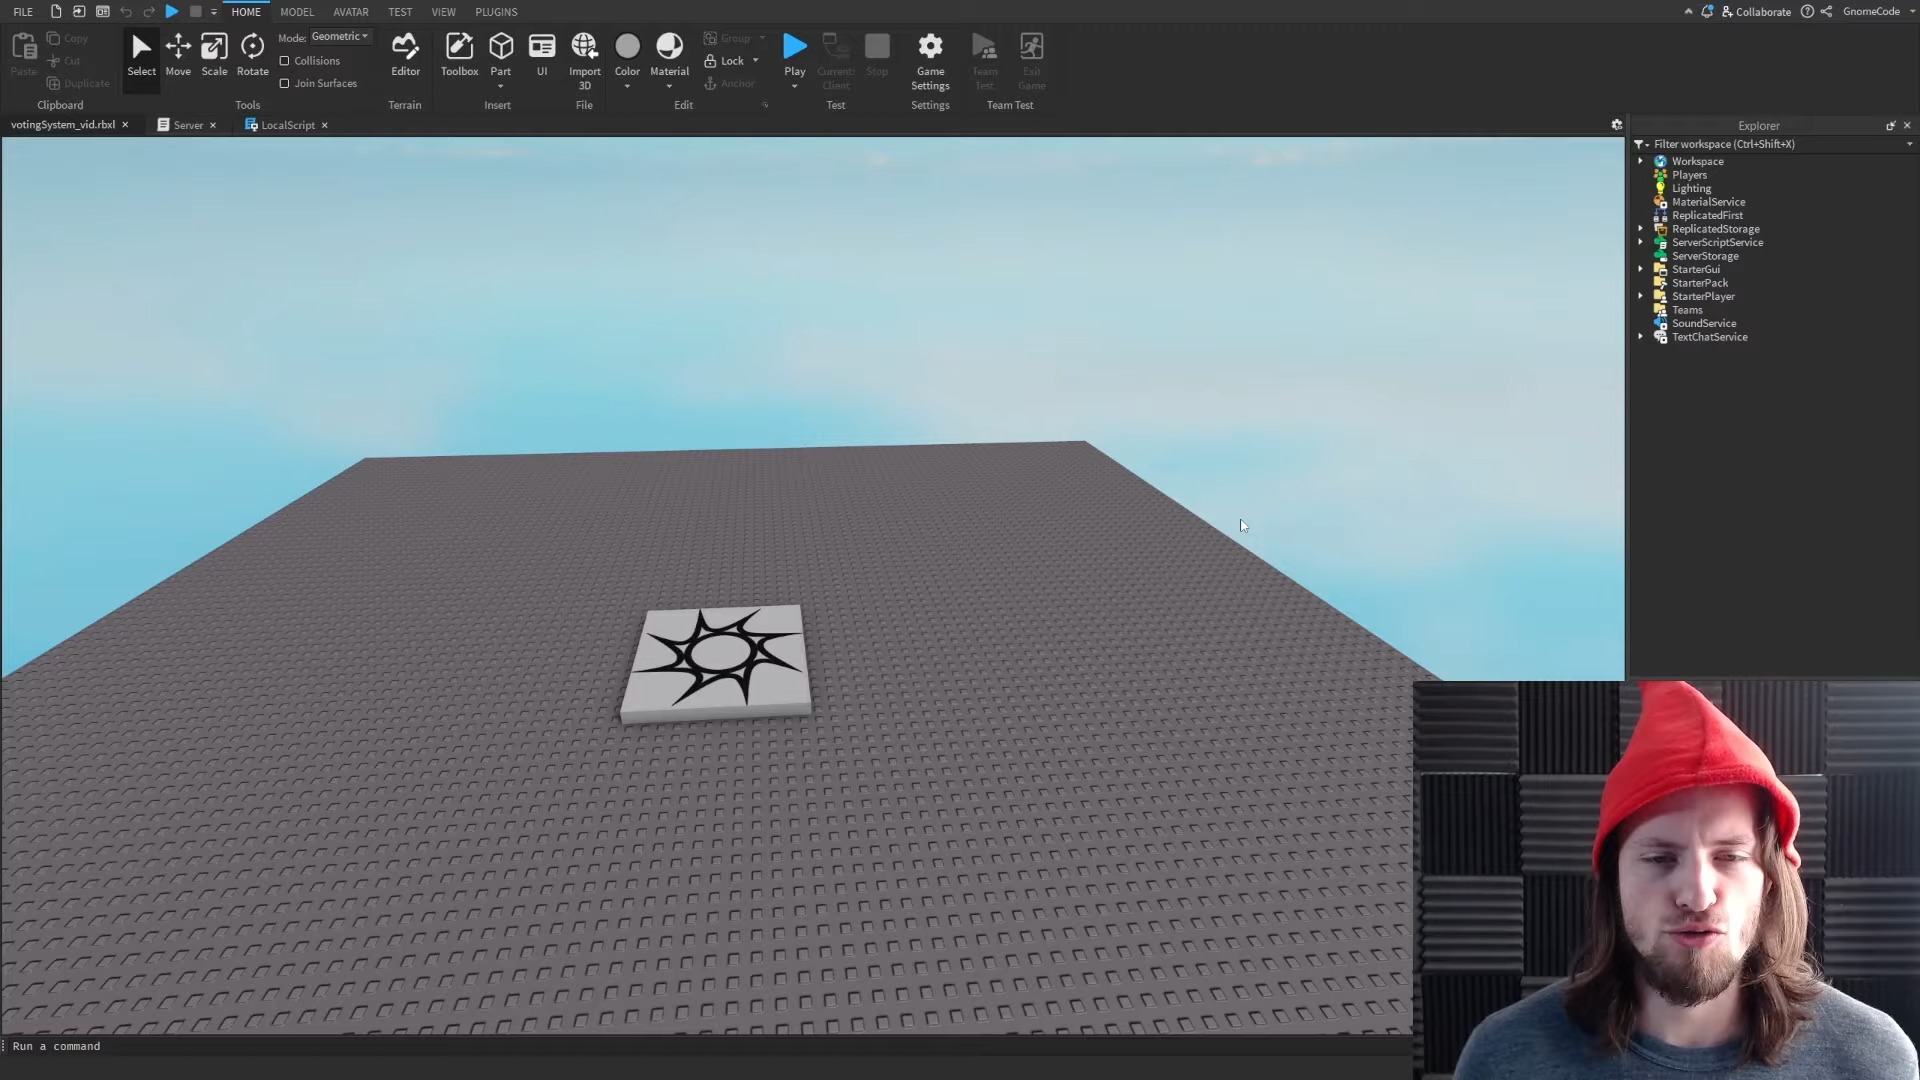 FILE
HOME
MODEL
AVATAR
TEST
VIEW
PLUGINS
Collaborate
GnomeCode
Paste
Copy
Cut
Duplicate
Clipboard
Select
Move
Scale
Rotate
Mode: Geometric
Collisions
Join Surfaces
Tools
Editor
Terrain
Toolbox
Part
UI
Insert
Import
3D
File
Color
Material
Group
Lock
Anchor
Edit
Play
Current:
Client
Stop
Test
Game
Settings
Settings
Team
Test
Exit
Game
Team Test
votingSystem_vid.rbxl
Server
LocalScript
Explorer
Filter workspace (Ctrl+Shift+X)
Workspace
Players
Lighting
MaterialService
ReplicatedFirst
ReplicatedStorage
ServerScriptService
ServerStorage
StarterGui
StarterPack
StarterPlayer
Teams
SoundService
TextChatService
Run a command